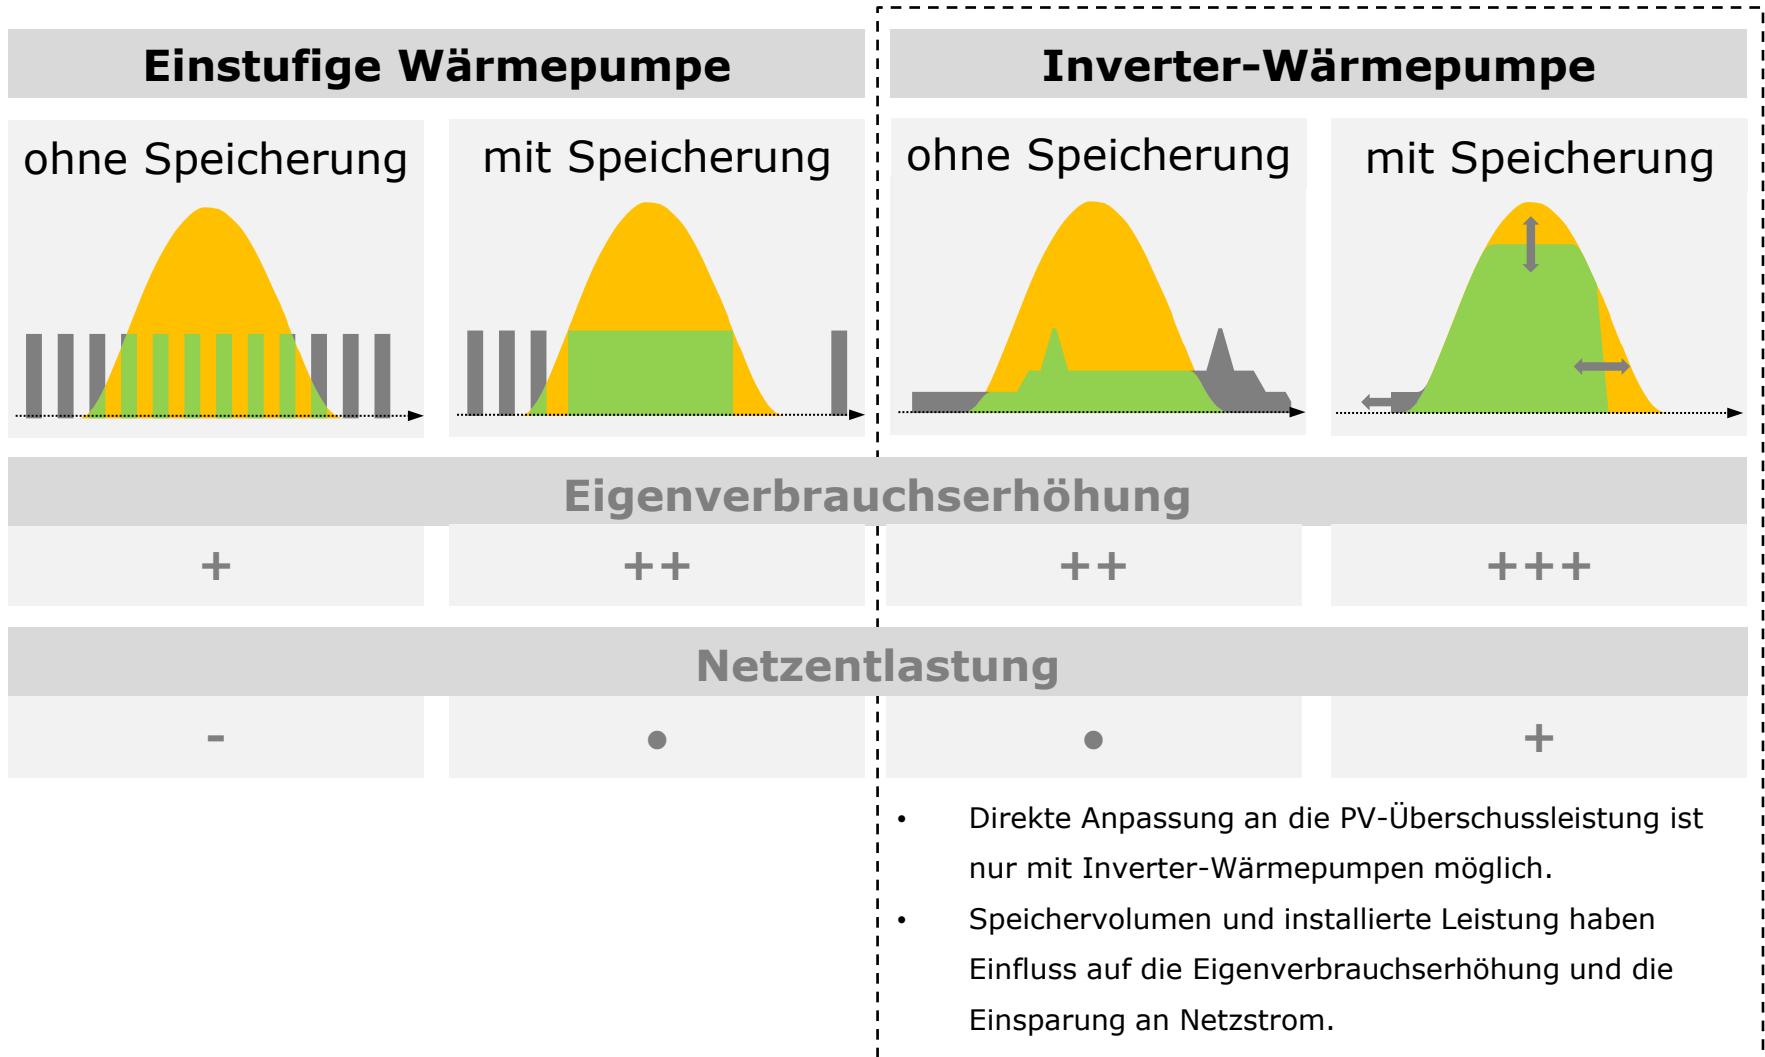 Einstufige Wärmepumpe
Inverter-Wärmepumpe
ohne Speicherung
mit Speicherung
ohne Speicherung
mit Speicherung
Eigenverbrauchserhöhung
+
++
++
+++
Netzentlastung
-
●
●
+
• Direkte Anpassung an die PV-Überschussleistung ist
nur mit Inverter-Wärmepumpen möglich.
• Speichervolumen und installierte Leistung haben
Einfluss auf die Eigenverbrauchserhöhung und die
Einsparung an Netzstrom.